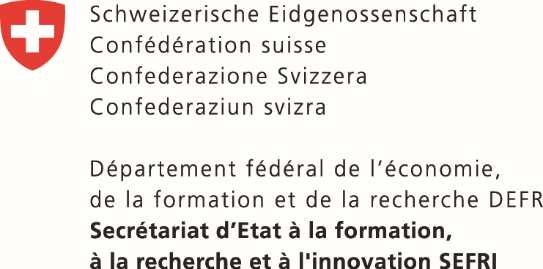 Schweizerische Eidgenossenschaft
Confédération suisse
Confederazione Svizzera
Confederaziun svizra
Département fédéral de l'économie,
de la formation et de la recherche DEFR
Secrétariat d'Etat à la formation,
à la recherche et à l'innovation SEFRI